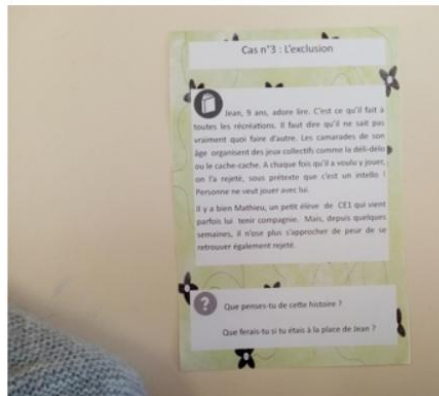 Cas n°3 : L'exclusion
Jean, 9 ans, adore lire. C'est ce qu'il fait à
toutes les récréations. Il faut dire qu'il ne sait pas
vraiment quoi faire d'autre. Les camarades de son
âge organisent des jeux collectifs comme la déli-délo
ou le cache-cache. A chaque fois qu'il a voulu y jouer,
on l'a rejeté, sous prétexte que c'est un intello !
Personne ne veut jouer avec lui.
Il y a bien Mathieu, un petit élève de CE1 qui vient
parfois lui tenir compagnie. Mais, depuis quelques
semaines, il n'ose plus s'approcher de peur de se
retrouver également rejeté.
?
Que penses-tu de cette histoire ?
Que ferais-tu si tu étais à la place de Jean ?